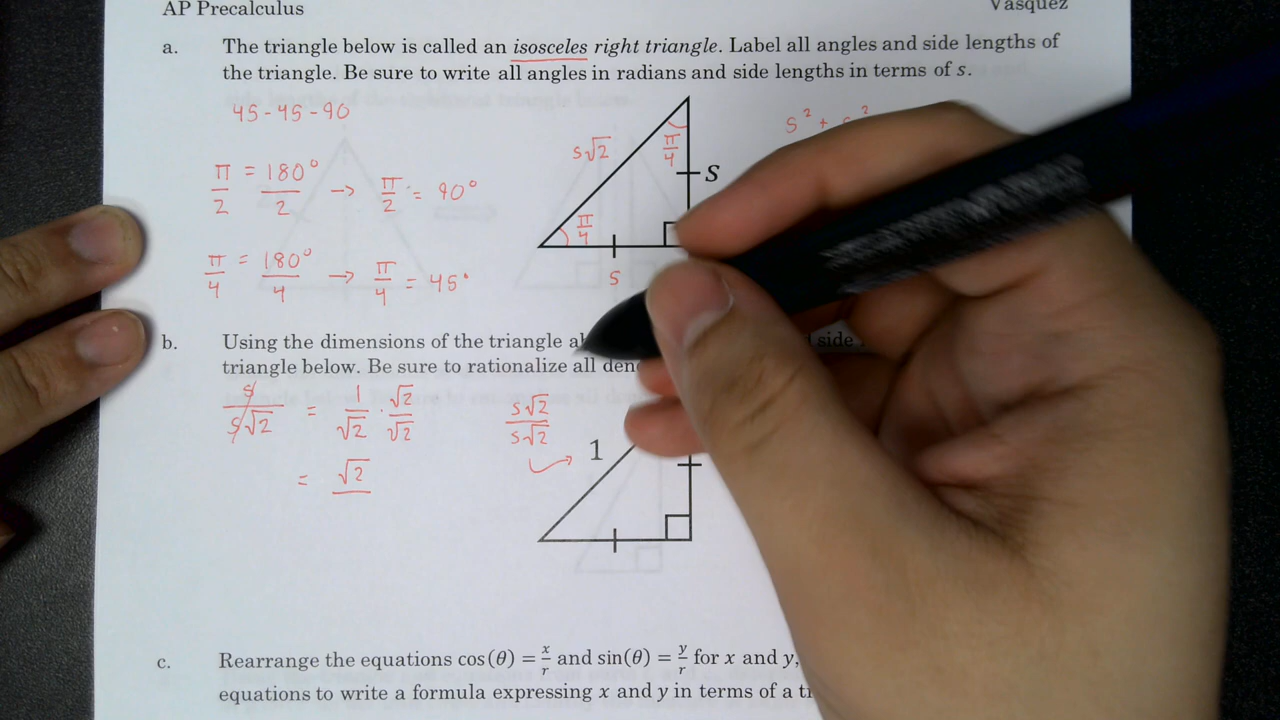 AP Precalculus
Vasquez
a. The triangle below is called an isosceles right triangle. Label all angles and side lengths of
the triangle. Be sure to write all angles in radians and side lengths in terms of s.
45-45-90
s² +
s√2
π/4
s
π/2 = 180°/2 → π/2 = 90°
π/4
s
π/4 = 180°/4 → π/4 = 45°
b. Using the dimensions of the triangle side
triangle below. Be sure to rationalize all
s/s√2 = 1/√2 · √2/√2
s√2/s√2
1
= √2
c. Rearrange the equations cos(θ) = x/r and sin(θ) = y/r for x and y,
equations to write a formula expressing x and y in terms of a